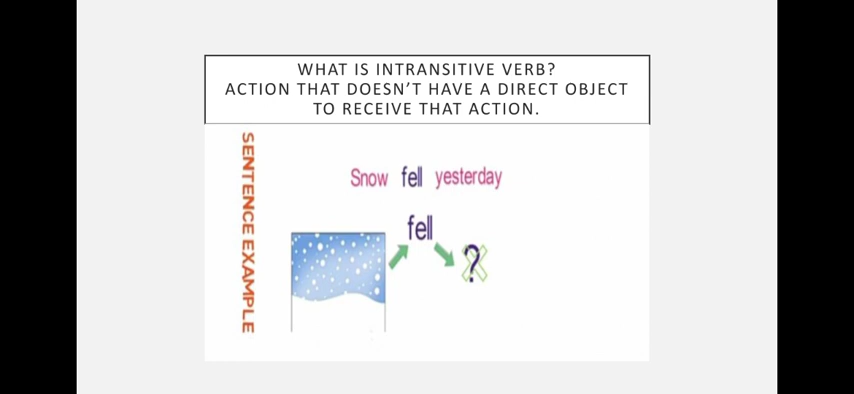 WHAT IS INTRANSITIVE VERB?
ACTION THAT DOESN'T HAVE A DIRECT OBJECT
TO RECEIVE THAT ACTION.
SENTENCE EXAMPLE
Snow fell yesterday
fell
?